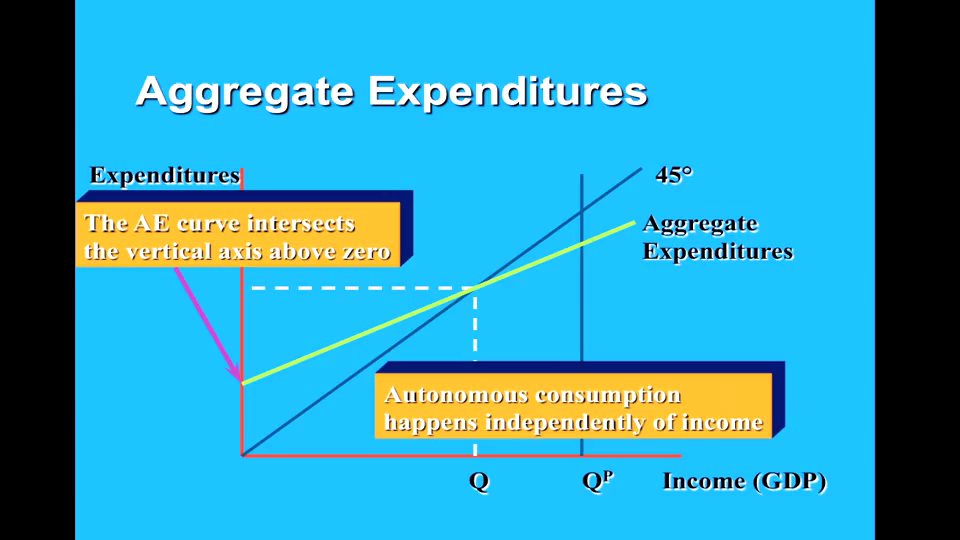 Aggregate Expenditures
Expenditures
45°
The AE curve intersects
the vertical axis above zero
Aggregate
Expenditures
Autonomous consumption
happens independently of income
Q
Qᴾ
Income (GDP)